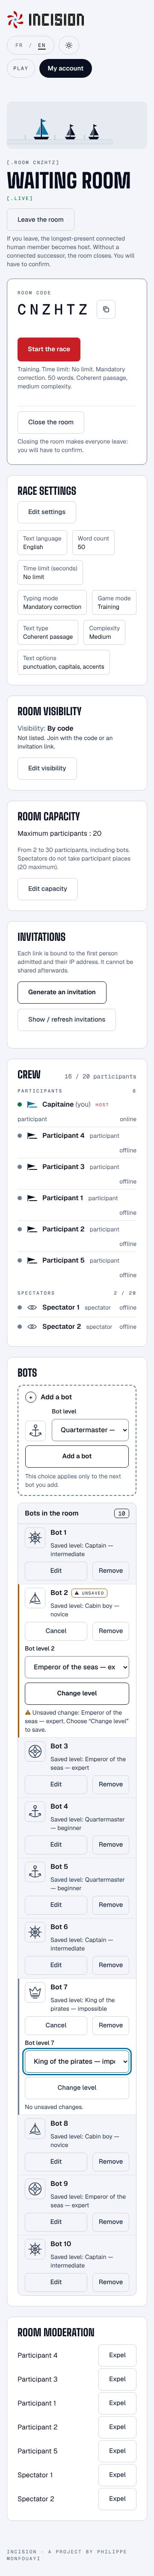 INCISION
FR / EN
PLAY My account
[.ROOM CNZHTZ]
WAITING ROOM
[.LIVE]
Leave the room
If you leave, the longest-present connected
human member becomes host. Without a
connected successor, the room closes. You will
have to confirm.
ROOM CODE
CNZHTZ
Start the race
Training. Time limit: No limit. Mandatory
correction. 50 words. Coherent passage,
medium complexity.
Close the room
Closing the room makes everyone leave:
you will have to confirm.
RACE SETTINGS
Edit settings
Text language
English
Word count
50
Time limit (seconds)
No limit
Typing mode
Mandatory correction
Game mode
Training
Text type
Coherent passage
Complexity
Medium
Text options
punctuation, capitals, accents
ROOM VISIBILITY
Visibility: By code
Not listed. Join with the code or an
invitation link.
Edit visibility
ROOM CAPACITY
Maximum participants : 20
From 2 to 30 participants, including bots.
Spectators do not take participant places
(20 maximum).
Edit capacity
INVITATIONS
Each link is bound to the first person
admitted and their IP address. It cannot be
shared afterwards.
Generate an invitation
Show / refresh invitations
CREW 16 / 20 participants
PARTICIPANTS 6
Capitaine (you) HOST
participant online
Participant 4 participant
offline
Participant 3 participant
offline
Participant 1 participant
offline
Participant 2 participant
offline
Participant 5 participant
offline
SPECTATORS 2 / 20
Spectator 1 spectator offline
Spectator 2 spectator offline
BOTS
+ Add a bot
Bot level
Quartermaster —
Add a bot
This choice applies only to the next
bot you add.
Bots in the room 10
Bot 1
Saved level: Captain —
intermediate
Edit Remove
Bot 2 UNSAVED
Saved level: Cabin boy —
novice
Cancel Remove
Bot level 2
Emperor of the seas — ex
Change level
Unsaved change: Emperor of the
seas — expert. Choose "Change level"
to save.
Bot 3
Saved level: Emperor of the
seas — expert
Edit Remove
Bot 4
Saved level: Quartermaster
— beginner
Edit Remove
Bot 5
Saved level: Quartermaster
— beginner
Edit Remove
Bot 6
Saved level: Captain —
intermediate
Edit Remove
Bot 7
Saved level: King of the
pirates — impossible
Cancel Remove
Bot level 7
King of the pirates — impo
Change level
No unsaved changes.
Bot 8
Saved level: Cabin boy —
novice
Edit Remove
Bot 9
Saved level: Emperor of the
seas — expert
Edit Remove
Bot 10
Saved level: Captain —
intermediate
Edit Remove
ROOM MODERATION
Participant 4 Expel
Participant 3 Expel
Participant 1 Expel
Participant 2 Expel
Participant 5 Expel
Spectator 1 Expel
Spectator 2 Expel
INCISION · A PROJECT BY PHILIPPE
MONFOUAYI